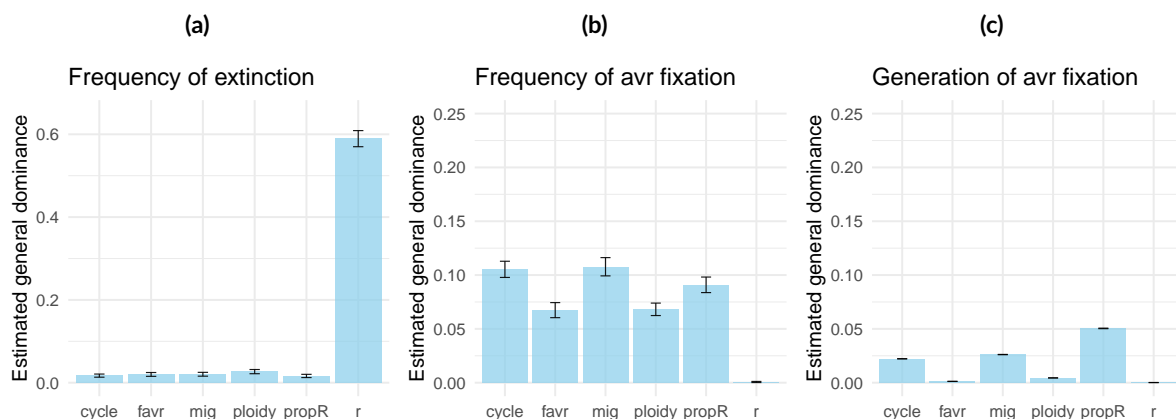 (a)
Frequency of extinction
Estimated general dominance
0.6
0.4
0.2
0.0
cycle favr mig ploidy propR r
(b)
Frequency of avr fixation
Estimated general dominance
0.25
0.20
0.15
0.10
0.05
0.00
cycle favr mig ploidy propR r
(c)
Generation of avr fixation
Estimated general dominance
0.25
0.20
0.15
0.10
0.05
0.00
cycle favr mig ploidy propR r